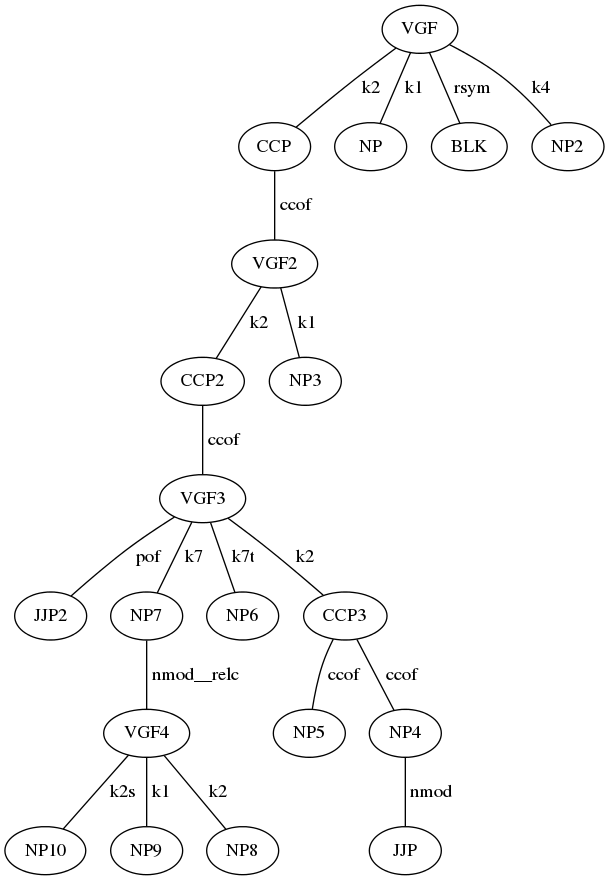 VGF
k2 k1 rsym k4
CCP NP BLK NP2
ccof
VGF2
k2 k1
CCP2 NP3
ccof
VGF3
pof k7 k7t k2
JJP2 NP7 NP6 CCP3
nmod__relc ccof ccof
VGF4 NP5 NP4
k2s k1 k2 nmod
NP10 NP9 NP8 JJP